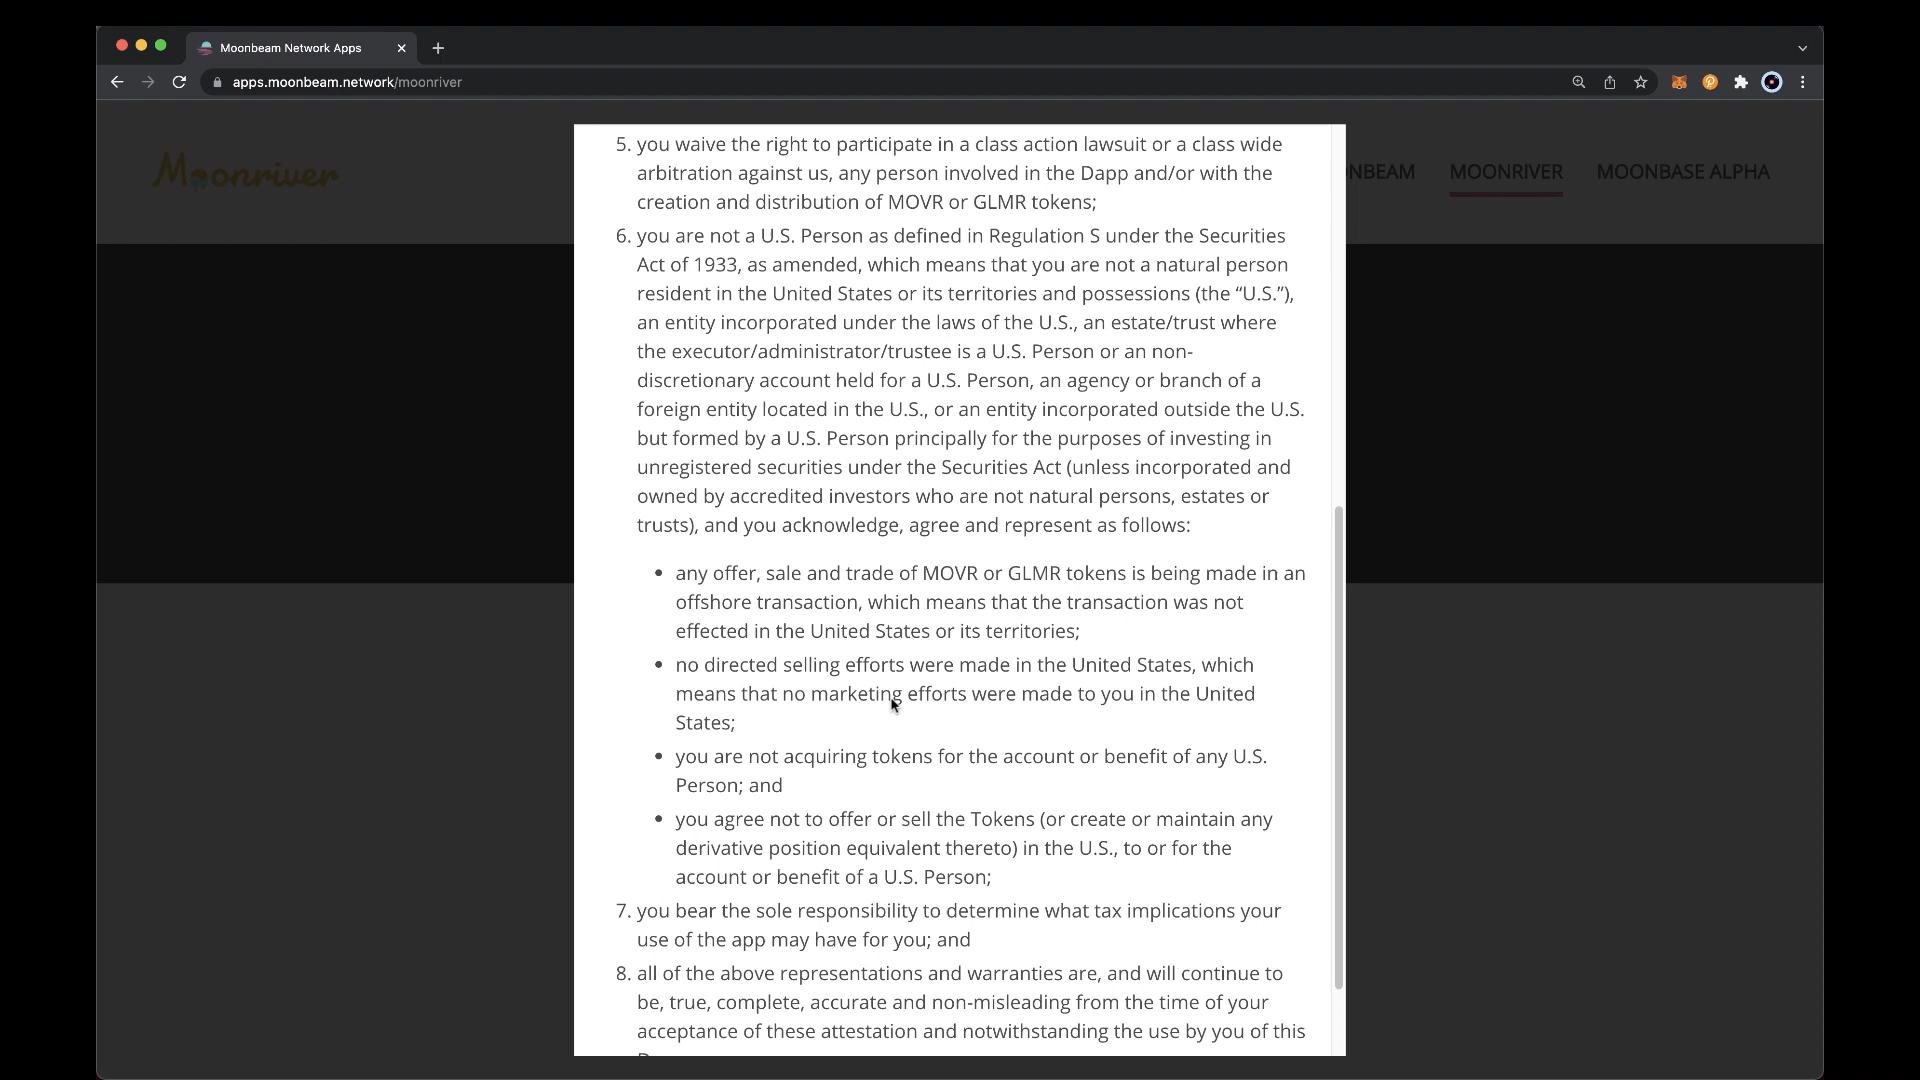 Moonbeam Network Apps
apps.moonbeam.network/moonriver
Moonriver
NBEAM MOONRIVER MOONBASE ALPHA
5. you waive the right to participate in a class action lawsuit or a class wide
arbitration against us, any person involved in the Dapp and/or with the
creation and distribution of MOVR or GLMR tokens;
6. you are not a U.S. Person as defined in Regulation S under the Securities
Act of 1933, as amended, which means that you are not a natural person
resident in the United States or its territories and possessions (the “U.S.”),
an entity incorporated under the laws of the U.S., an estate/trust where
the executor/administrator/trustee is a U.S. Person or an non-
discretionary account held for a U.S. Person, an agency or branch of a
foreign entity located in the U.S., or an entity incorporated outside the U.S.
but formed by a U.S. Person principally for the purposes of investing in
unregistered securities under the Securities Act (unless incorporated and
owned by accredited investors who are not natural persons, estates or
trusts), and you acknowledge, agree and represent as follows:
• any offer, sale and trade of MOVR or GLMR tokens is being made in an
offshore transaction, which means that the transaction was not
effected in the United States or its territories;
• no directed selling efforts were made in the United States, which
means that no marketing efforts were made to you in the United
States;
• you are not acquiring tokens for the account or benefit of any U.S.
Person; and
• you agree not to offer or sell the Tokens (or create or maintain any
derivative position equivalent thereto) in the U.S., to or for the
account or benefit of a U.S. Person;
7. you bear the sole responsibility to determine what tax implications your
use of the app may have for you; and
8. all of the above representations and warranties are, and will continue to
be, true, complete, accurate and non-misleading from the time of your
acceptance of these attestation and notwithstanding the use by you of this